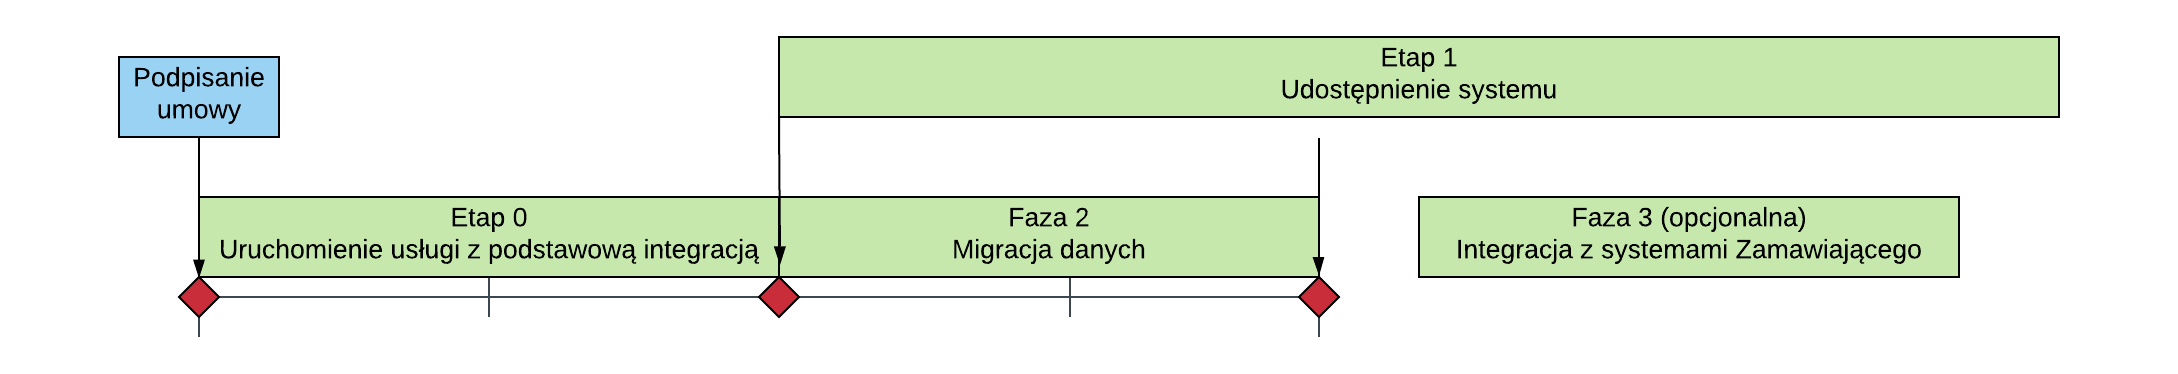 Podpisanie
umowy
Etap 1
Udostępnienie systemu
Etap 0
Uruchomienie usługi z podstawową integracją
Faza 2
Migracja danych
Faza 3 (opcjonalna)
Integracja z systemami Zamawiającego